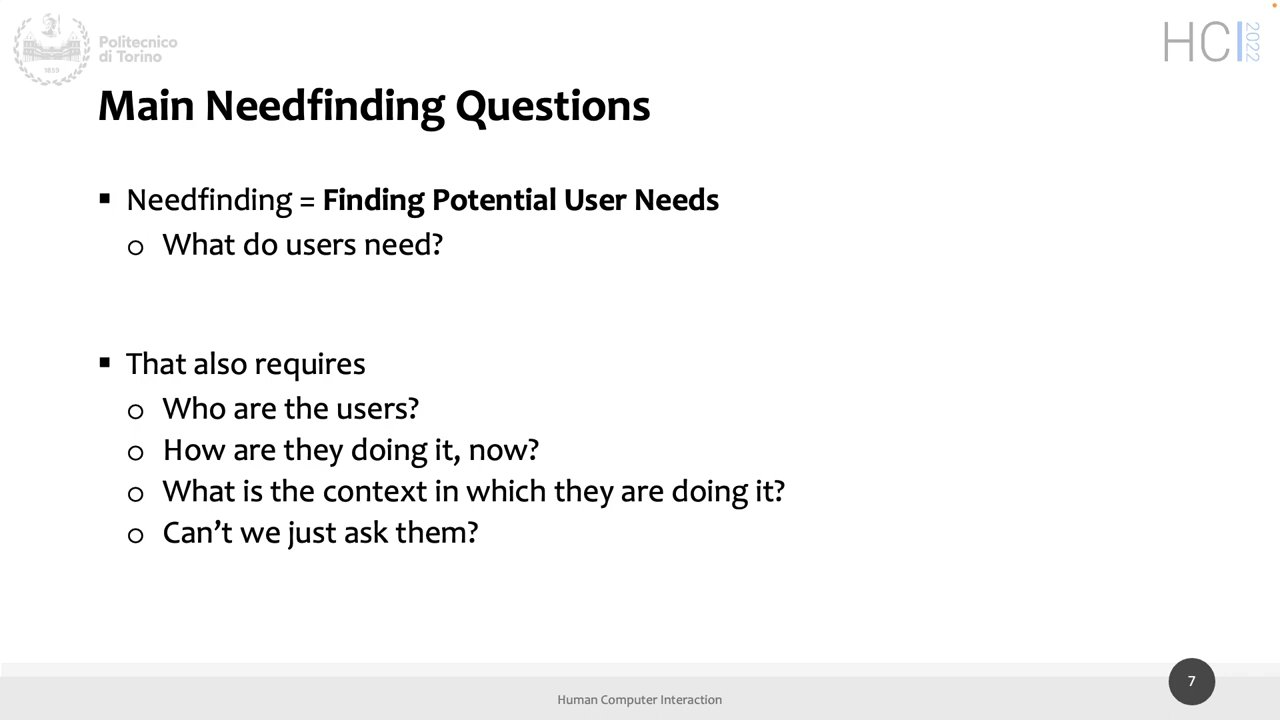 Politecnico
di Torino
1859
HCI 2022
Main Needfinding Questions
▪ Needfinding = Finding Potential User Needs
o What do users need?
▪ That also requires
o Who are the users?
o How are they doing it, now?
o What is the context in which they are doing it?
o Can’t we just ask them?
Human Computer Interaction
7